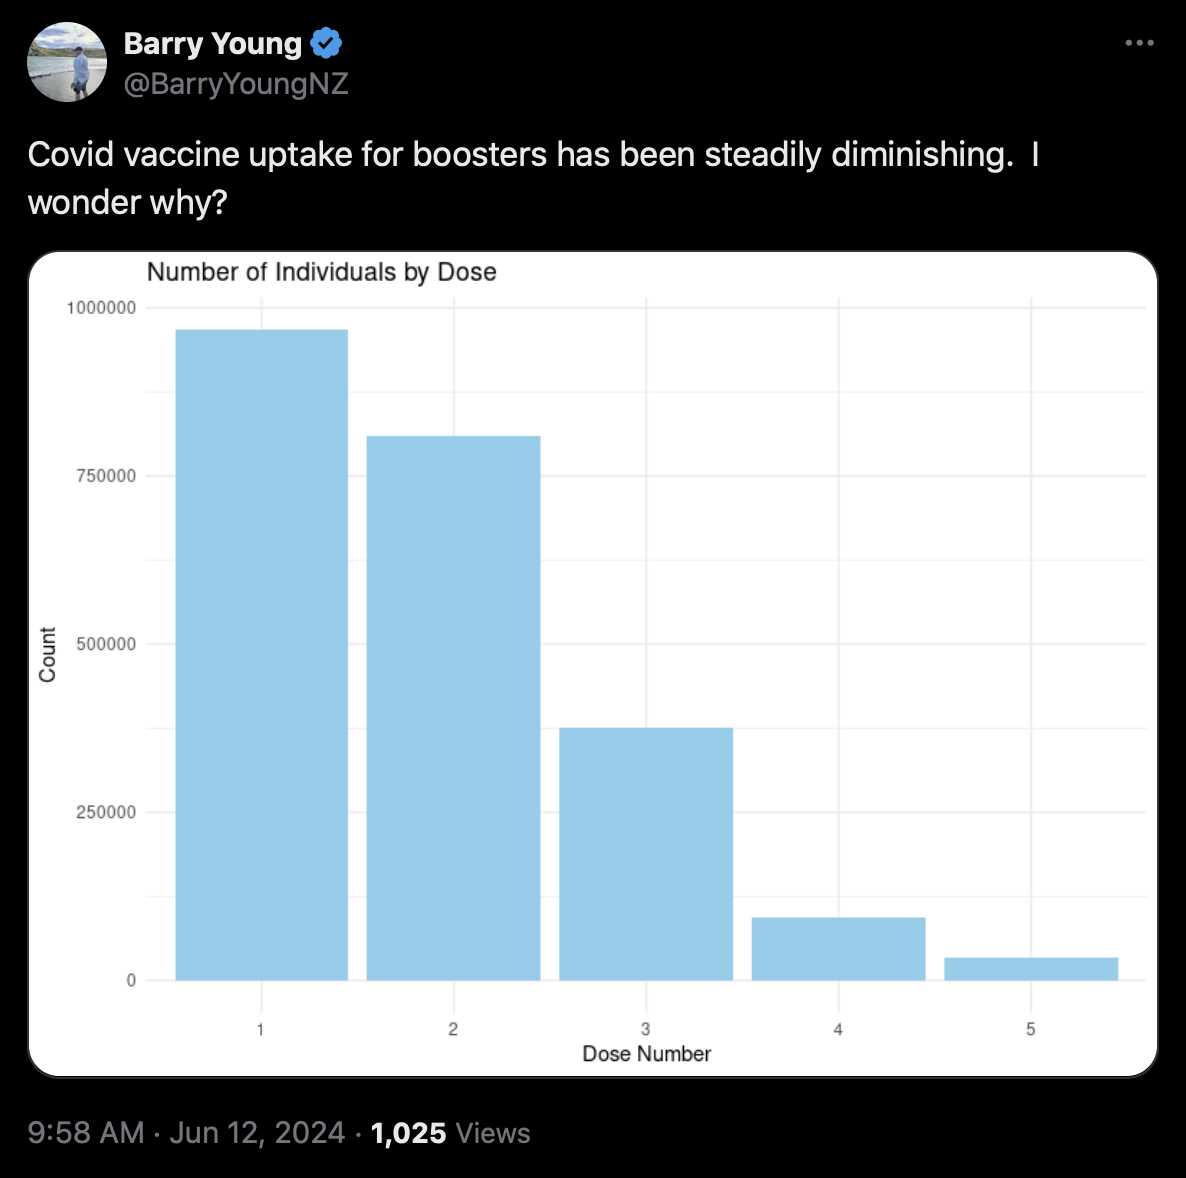 Barry Young
@BarryYoungNZ
Covid vaccine uptake for boosters has been steadily diminishing.  I
wonder why?
Number of Individuals by Dose
1000000
750000
500000
250000
0
Count
1 2 3 4 5
Dose Number
9:58 AM · Jun 12, 2024 · 1,025 Views